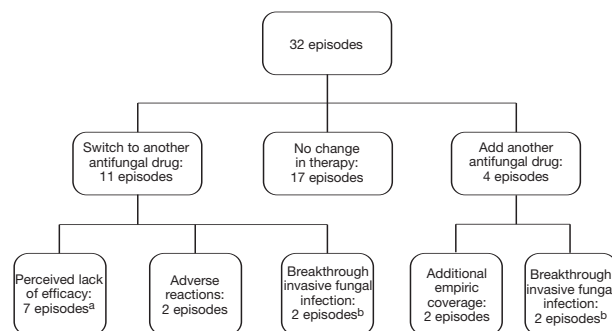 32 episodes
Switch to another
antifungal drug:
11 episodes
No change
in therapy:
17 episodes
Add another
antifungal drug:
4 episodes
Perceived lack
of efficacy:
7 episodesᵃ
Adverse
reactions:
2 episodes
Breakthrough
invasive fungal
infection:
2 episodesᵇ
Additional
empiric
coverage:
2 episodes
Breakthrough
invasive fungal
infection:
2 episodesᵇ